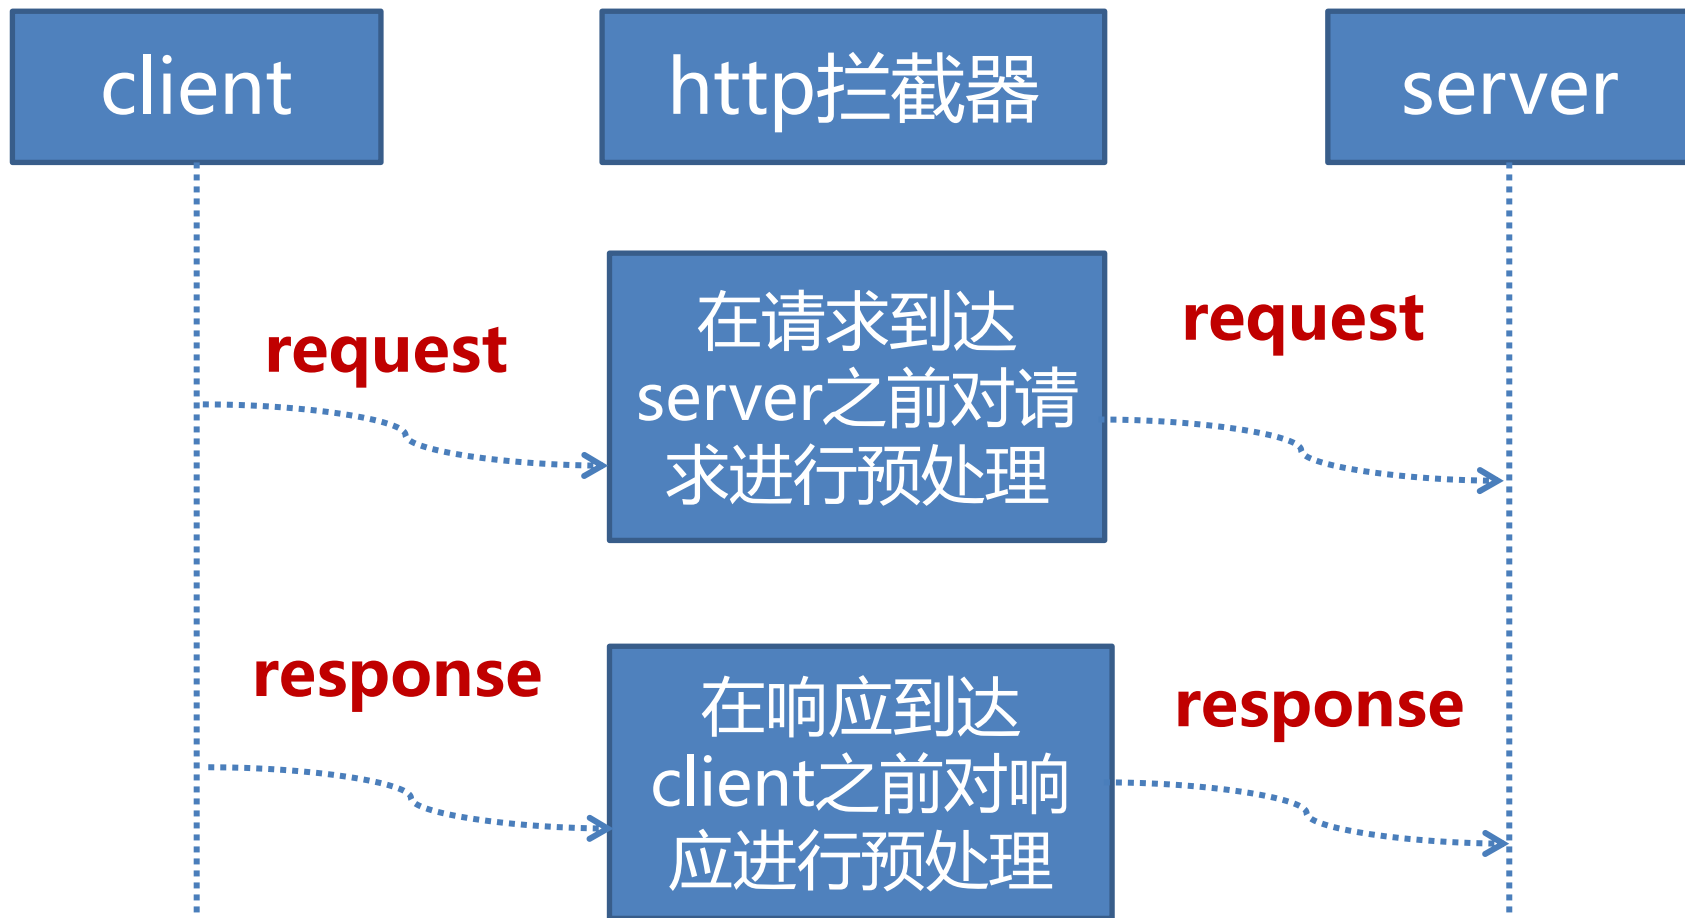 client
http拦截器
server
request
在请求到达
server之前对请
求进行预处理
request
response
在响应到达
client之前对响
应进行预处理
response